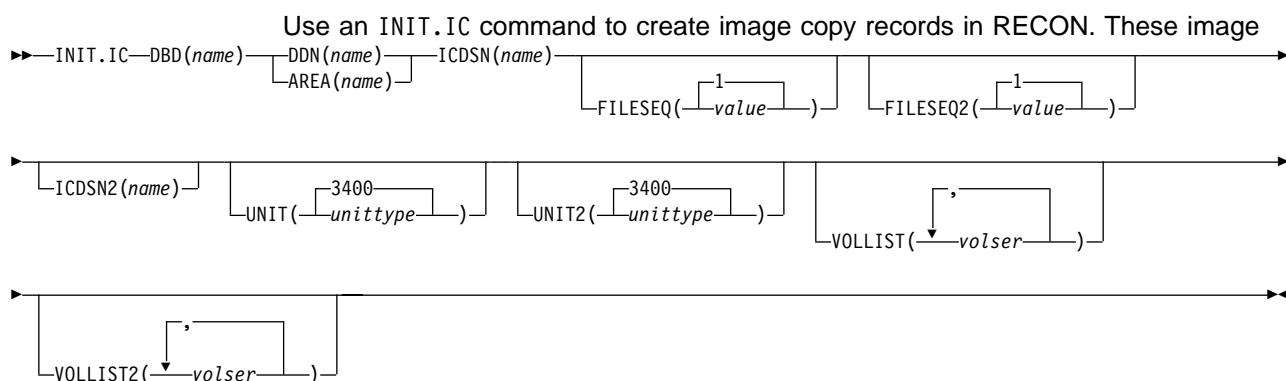 Use an INIT.IC command to create image copy records in RECON. These image
INIT.IC DBD(name) DDN(name) ICDSN(name)
AREA(name)
1 1
FILESEQ( value ) FILESEQ2( value )
ICDSN2(name)
3400 3400 ,
UNIT( unittype ) UNIT2( unittype )
VOLLIST( volser )
,
VOLLIST2( volser )